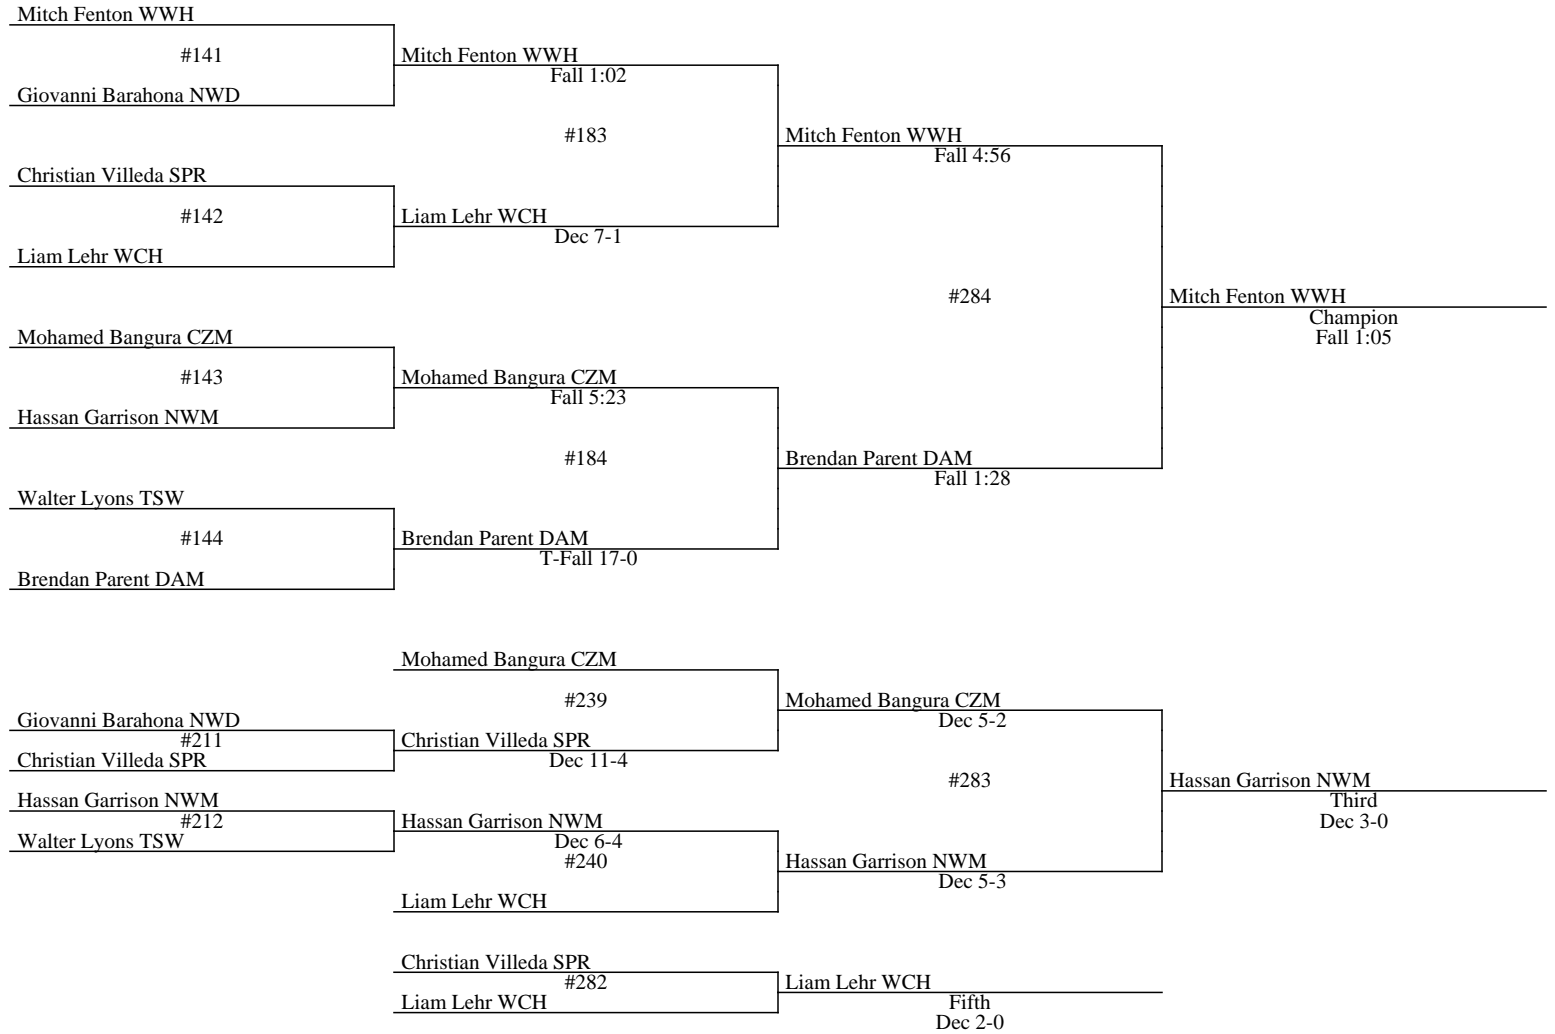 Mitch Fenton WWH
#141
Mitch Fenton WWH
Fall 1:02
Giovanni Barahona NWD
#183
Mitch Fenton WWH
Fall 4:56
Christian Villeda SPR
#142
Liam Lehr WCH
Dec 7-1
Liam Lehr WCH
#284
Mitch Fenton WWH
Champion
Fall 1:05
Mohamed Bangura CZM
#143
Mohamed Bangura CZM
Fall 5:23
Hassan Garrison NWM
#184
Brendan Parent DAM
Fall 1:28
Walter Lyons TSW
#144
Brendan Parent DAM
T-Fall 17-0
Brendan Parent DAM
Mohamed Bangura CZM
#239
Mohamed Bangura CZM
Dec 5-2
Giovanni Barahona NWD
#211
Christian Villeda SPR
Dec 11-4
Christian Villeda SPR
#283
Hassan Garrison NWM
Third
Dec 3-0
Hassan Garrison NWM
#212
Hassan Garrison NWM
Dec 6-4
Walter Lyons TSW
#240
Hassan Garrison NWM
Dec 5-3
Liam Lehr WCH
Christian Villeda SPR
#282
Liam Lehr WCH
Fifth
Dec 2-0
Liam Lehr WCH